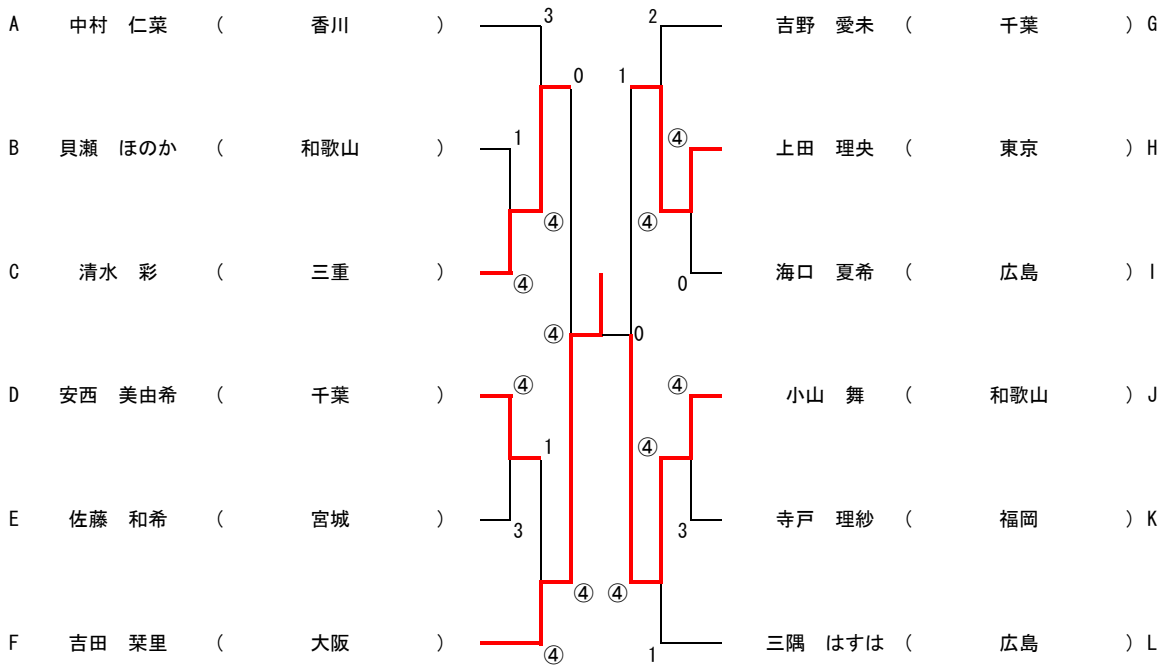 3 2
A 中村 仁菜 ( 香川 ) 吉野 愛未 ( 千葉 ) G
0 1
1 ④
B 貝瀬 ほのか ( 和歌山 ) 上田 理央 ( 東京 ) H
④ ④
C 清水 彩 ( 三重 ) 海口 夏希 ( 広島 ) I
④ 0
④ 0
④ ④
D 安西 美由希 ( 千葉 ) 小山 舞 ( 和歌山 ) J
1 ④
E 佐藤 和希 ( 宮城 ) 寺戸 理紗 ( 福岡 ) K
3 3
④ ④
F 吉田 栞里 ( 大阪 ) 三隅 はすは ( 広島 ) L
④ 1